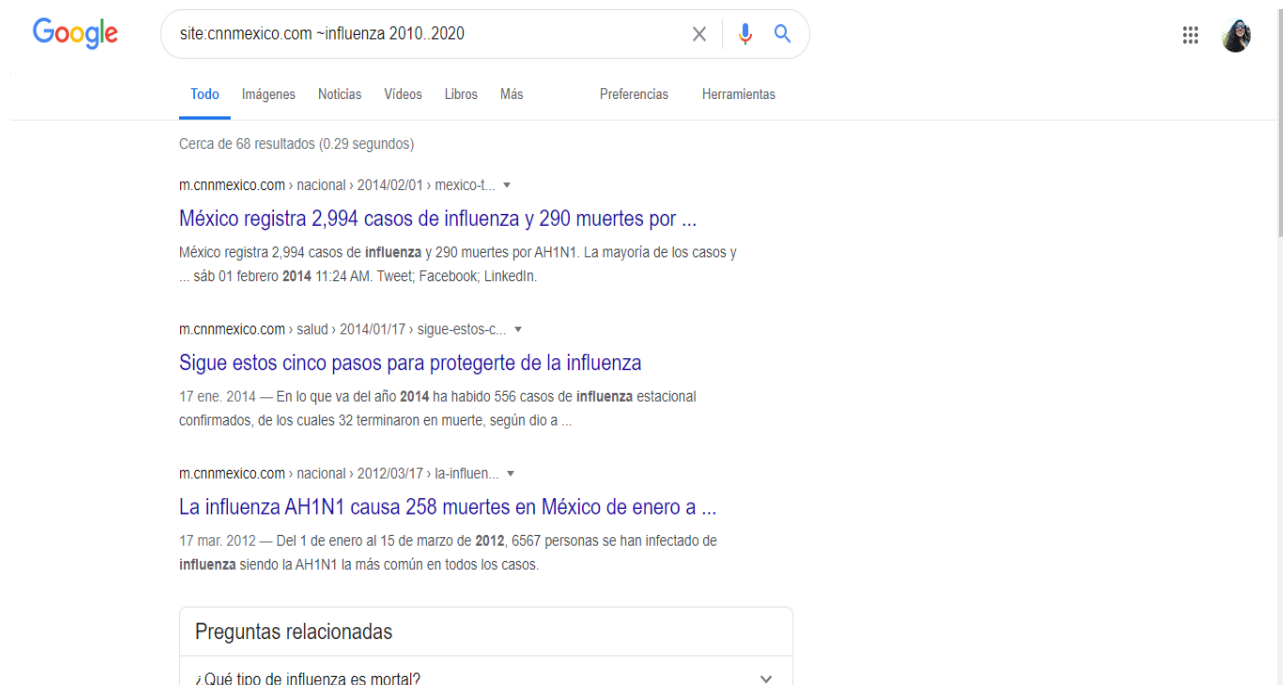 Google
site:cnnmexico.com ~influenza 2010..2020
Todo Imágenes Noticias Vídeos Libros Más Preferencias Herramientas
Cerca de 68 resultados (0.29 segundos)
m.cnnmexico.com › nacional › 2014/02/01 › mexico-t...
México registra 2,994 casos de influenza y 290 muertes por ...
México registra 2,994 casos de influenza y 290 muertes por AH1N1. La mayoría de los casos y
... sáb 01 febrero 2014 11:24 AM. Tweet; Facebook; LinkedIn.
m.cnnmexico.com › salud › 2014/01/17 › sigue-estos-c...
Sigue estos cinco pasos para protegerte de la influenza
17 ene. 2014 — En lo que va del año 2014 ha habido 556 casos de influenza estacional
confirmados, de los cuales 32 terminaron en muerte, según dio a ...
m.cnnmexico.com › nacional › 2012/03/17 › la-influen...
La influenza AH1N1 causa 258 muertes en México de enero a ...
17 mar. 2012 — Del 1 de enero al 15 de marzo de 2012, 6567 personas se han infectado de
influenza siendo la AH1N1 la más común en todos los casos.
Preguntas relacionadas
¿Qué tipo de influenza es mortal?